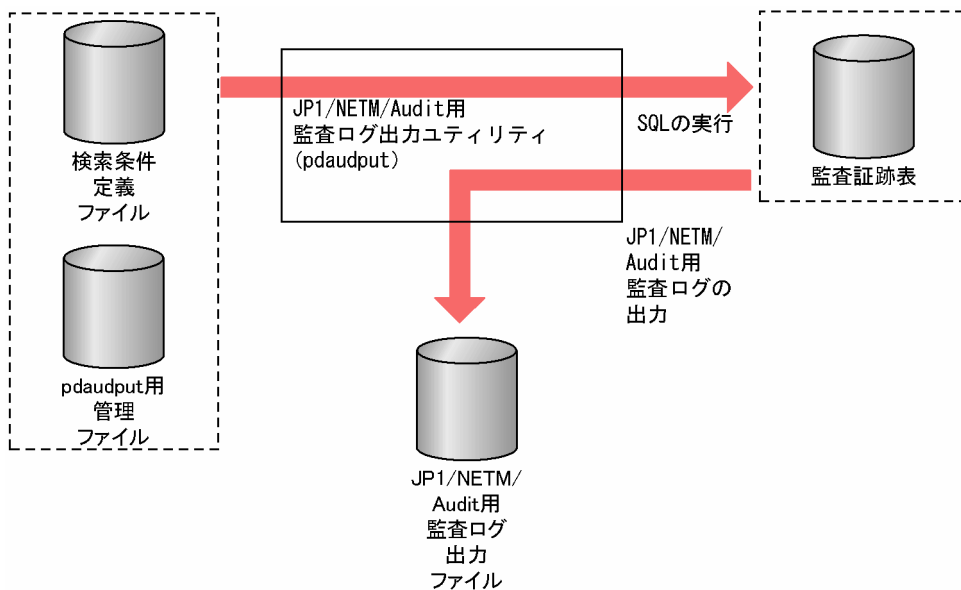 JP1/NETM/Audit用
監査ログ出力ユティリティ
(pdaudput)
SQLの実行
検索条件
定義
ファイル
監査証跡表
JP1/NETM/
Audit用
監査ログの
出力
pdaudput用
管理
ファイル
JP1/NETM/
Audit用
監査ログ
出力
ファイル